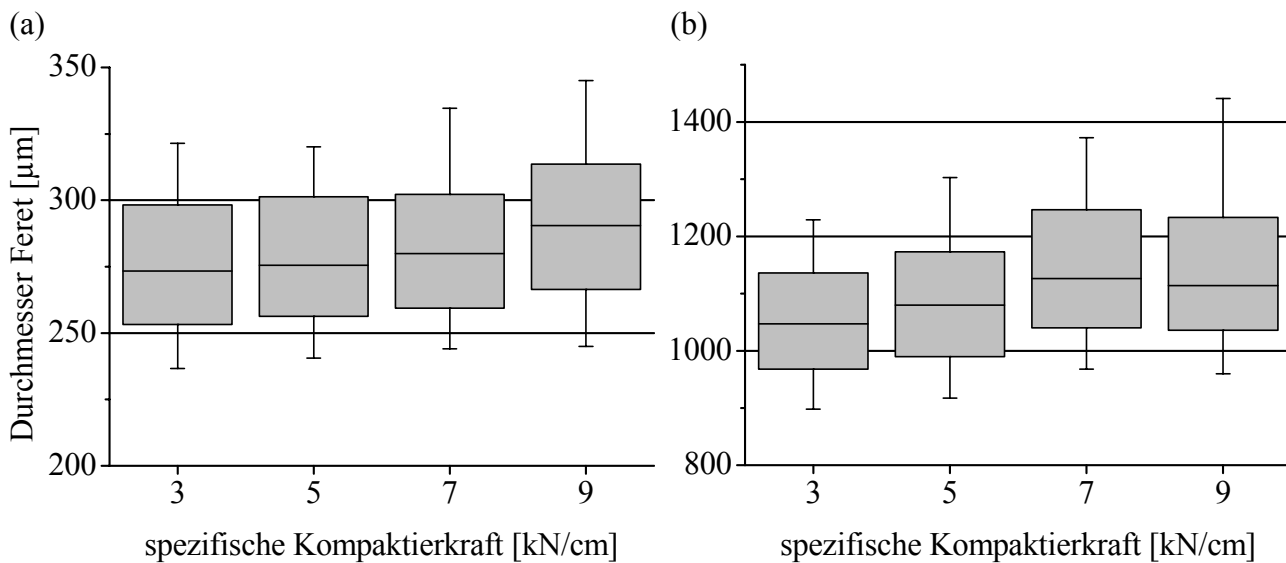 (a)
(b)
Durchmesser Feret [µm]
350
300
250
200
3 5 7 9
spezifische Kompaktierkraft [kN/cm]
1400
1200
1000
800
3 5 7 9
spezifische Kompaktierkraft [kN/cm]